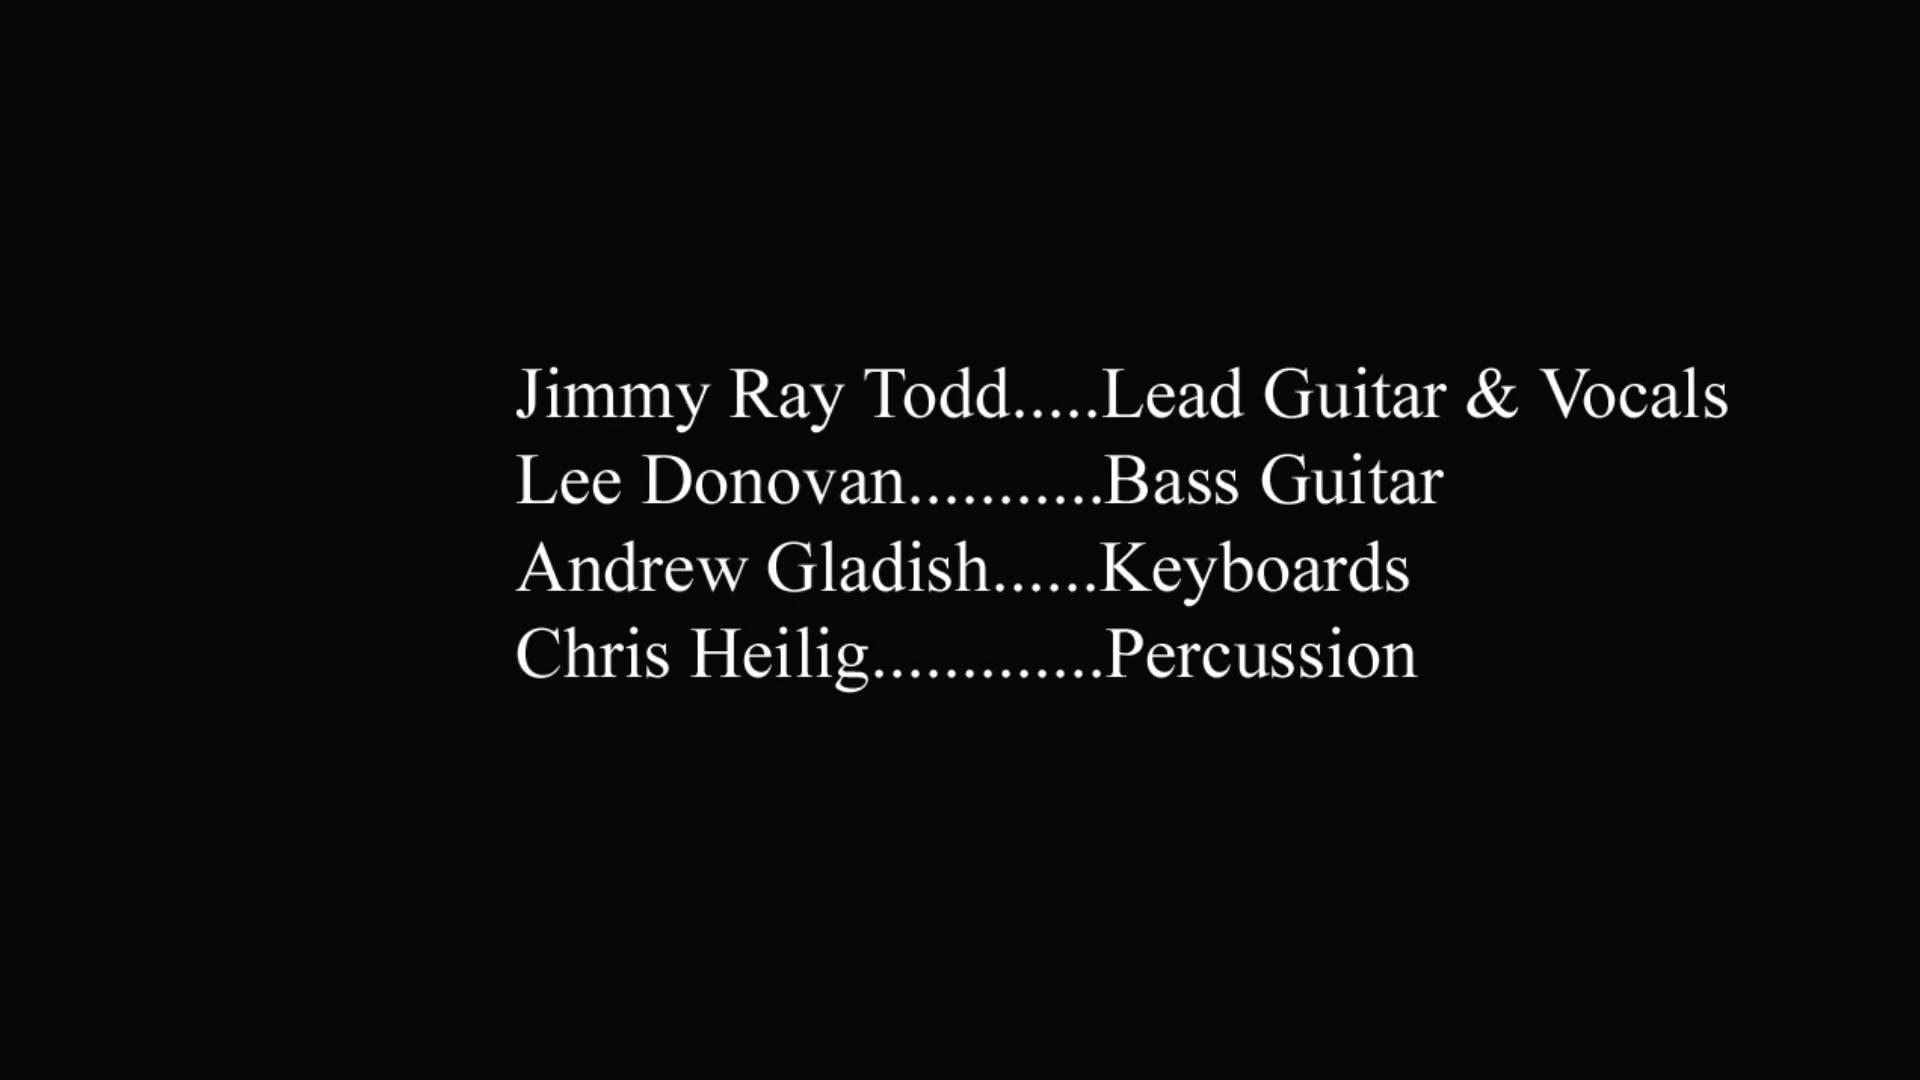 Jimmy Ray Todd.....Lead Guitar & Vocals
Lee Donovan...........Bass Guitar
Andrew Gladish......Keyboards
Chris Heilig.............Percussion